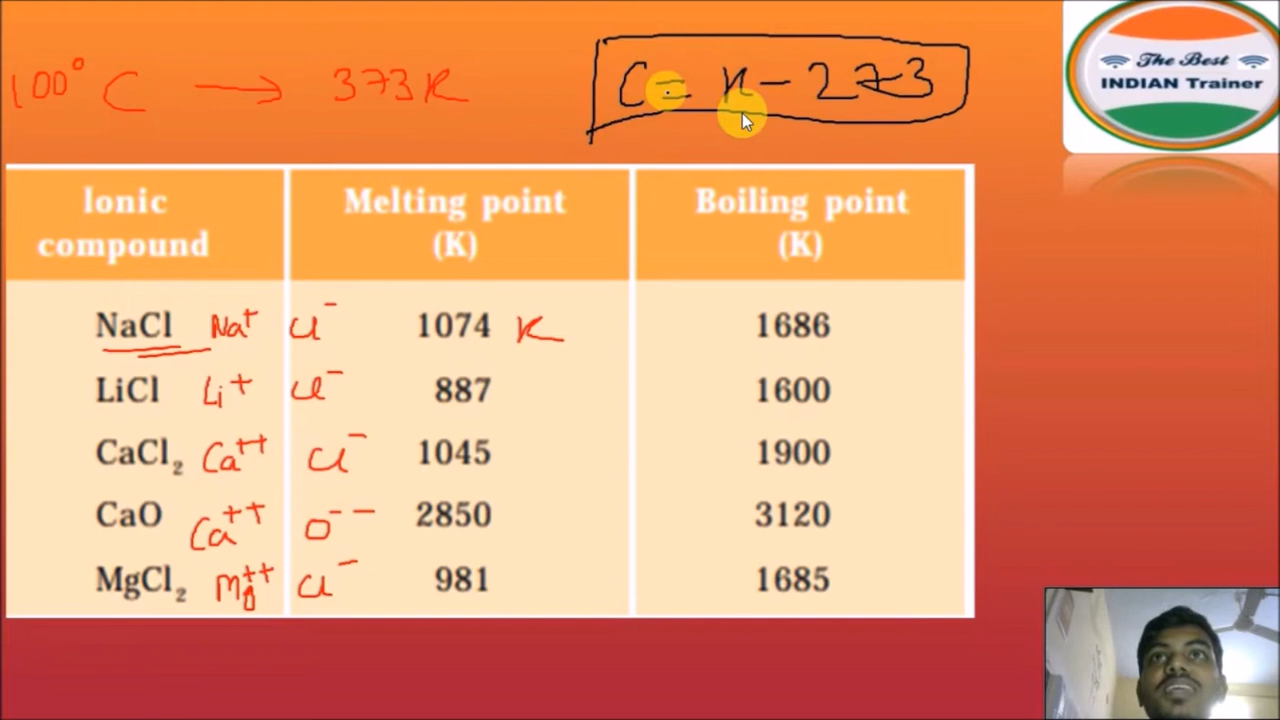 100° C → 373K
C = K - 273
The Best
INDIAN Trainer
Ionic compound Melting point (K) Boiling point (K)
NaCl Na+ Cl- 1074 K 1686
LiCl Li+ Cl- 887 1600
CaCl₂ Ca++ Cl- 1045 1900
CaO Ca++ O-- 2850 3120
MgCl₂ Mg++ Cl- 981 1685